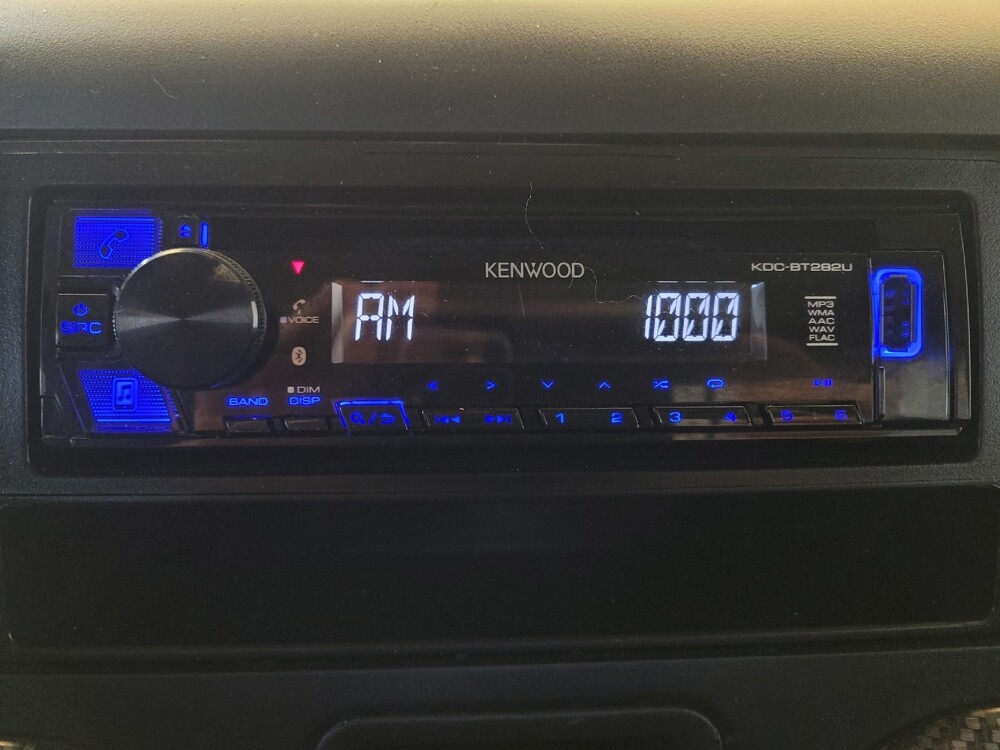 KENWOOD
KDC-BT282U
SRC
VOICE
AM 1000
MP3
WMA
AAC
WAV
FLAC
DIM
BAND DISP
1 2 3 4 5 6